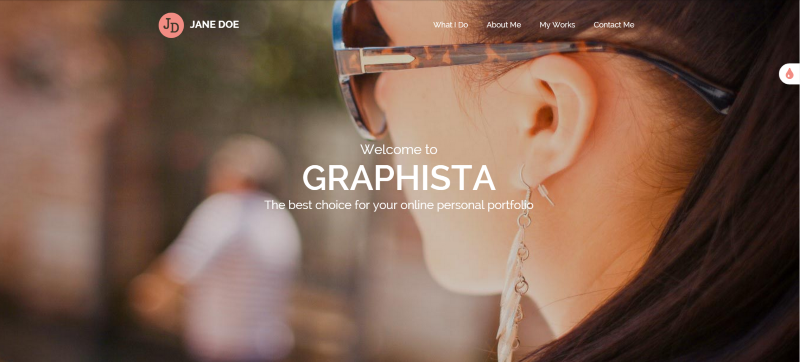 JD JANE DOE
What I Do About Me My Works Contact Me
Welcome to
GRAPHISTA
The best choice for your online personal portfolio